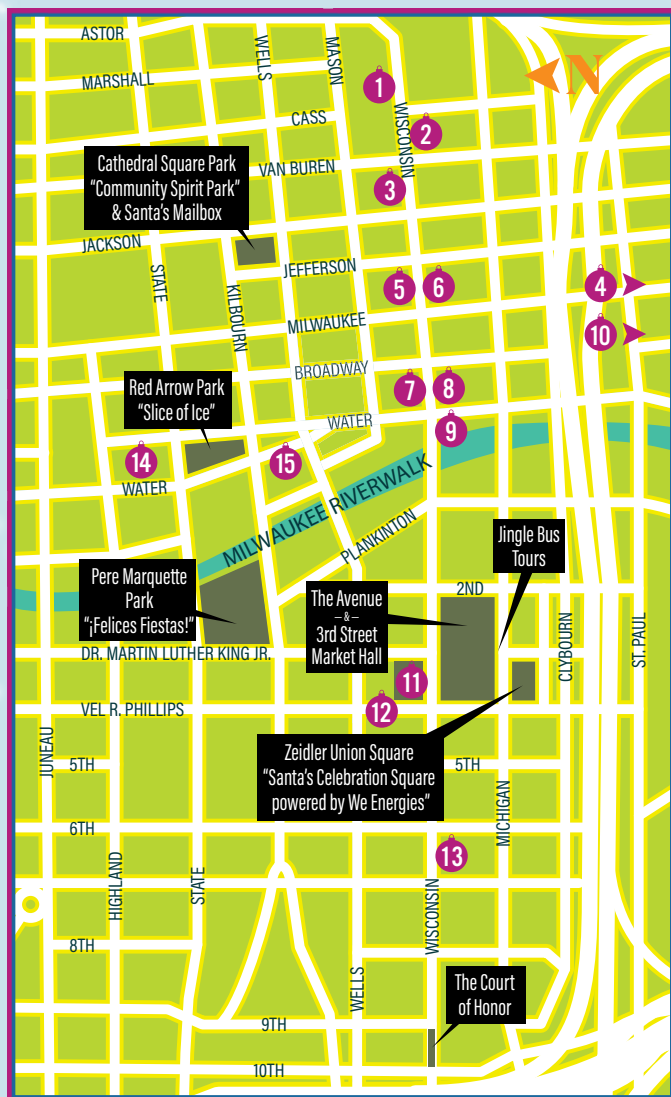 ASTOR
WELLS
MASON
N
MARSHALL
1
CASS
WISCONSIN
2
Cathedral Square Park
"Community Spirit Park"
& Santa's Mailbox
VAN BUREN
3
JACKSON
STATE
KILBOURN
JEFFERSON
5
6
4
MILWAUKEE
10
BROADWAY
Red Arrow Park
"Slice of Ice"
7
8
WATER
9
14
15
WATER
MILWAUKEE RIVERWALK
PLANKINTON
Jingle Bus
Tours
Pere Marquette
Park
"¡Felices Fiestas!"
The Avenue
– & –
3rd Street
Market Hall
2ND
CLYBOURN
ST. PAUL
DR. MARTIN LUTHER KING JR.
11
VEL R. PHILLIPS
12
JUNEAU
5TH
Zeidler Union Square
"Santa's Celebration Square
powered by We Energies"
5TH
MICHIGAN
6TH
13
HIGHLAND
STATE
WISCONSIN
8TH
WELLS
The Court
of Honor
9TH
10TH